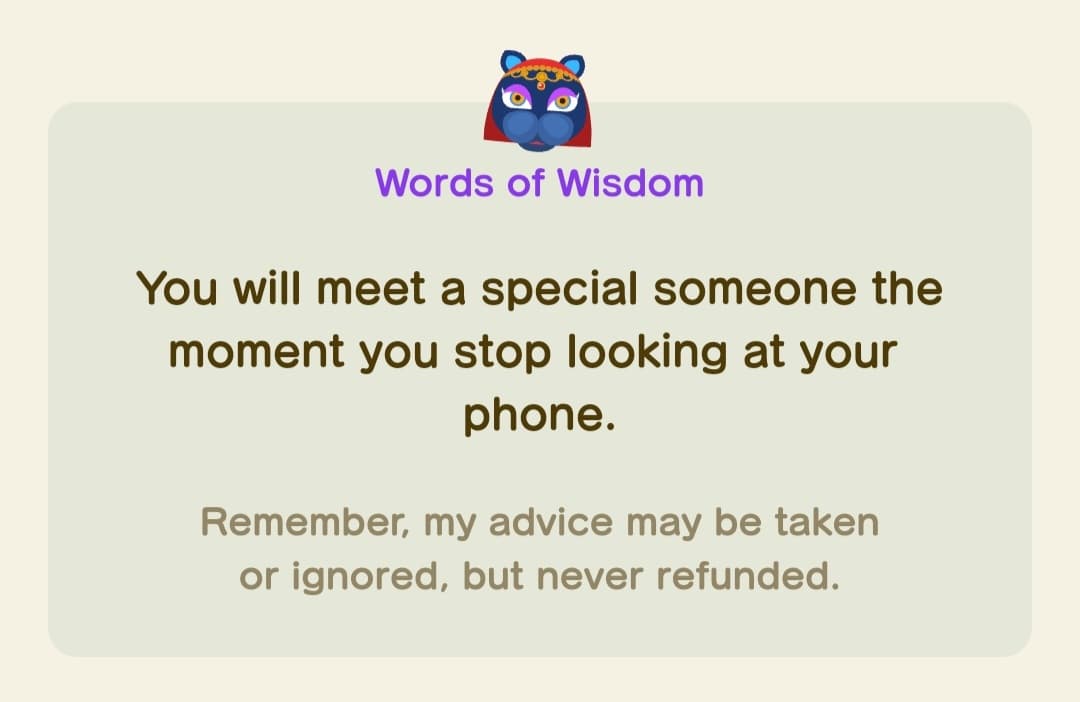 Words of Wisdom
You will meet a special someone the
moment you stop looking at your
phone.
Remember, my advice may be taken
or ignored, but never refunded.